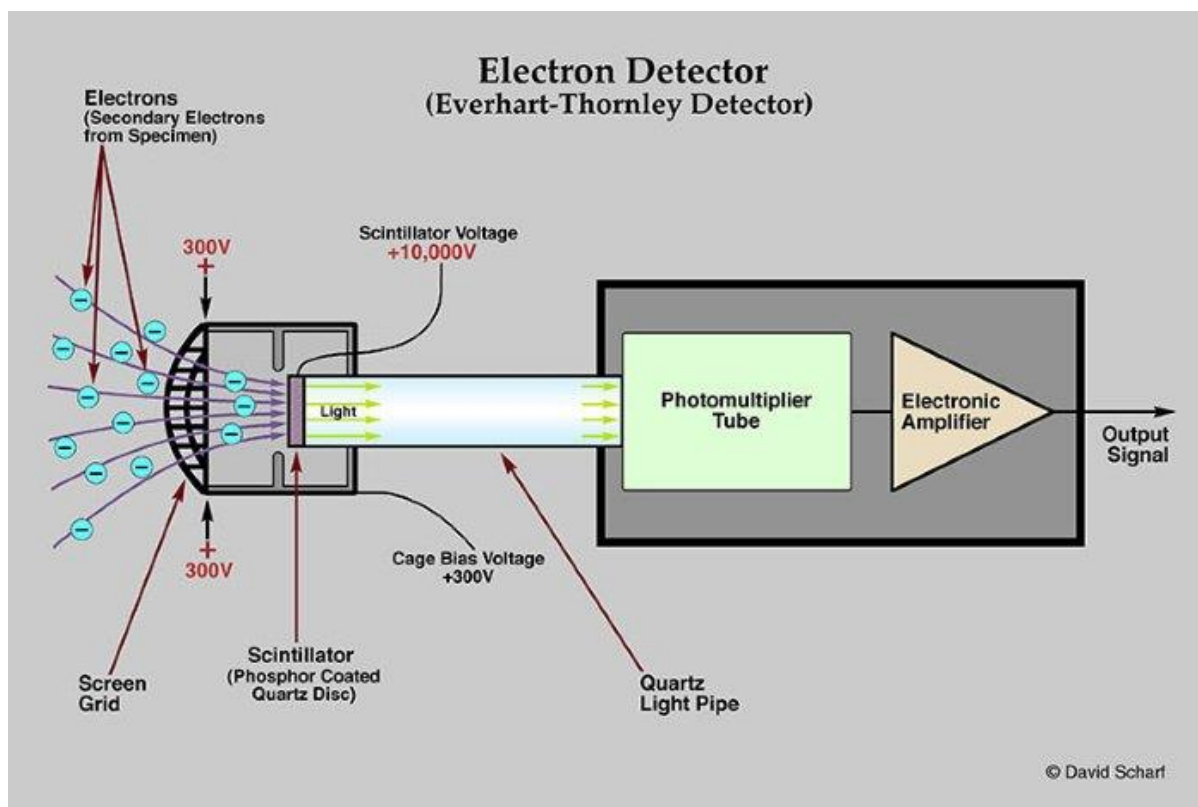 Electron Detector
(Everhart-Thornley Detector)
Electrons
(Secondary Electrons
from Specimen)
Scintillator Voltage
+10,000V
300V
+
Light
Photomultiplier
Tube
Electronic
Amplifier
Output
Signal
+
300V
Cage Bias Voltage
+300V
Screen
Grid
Scintillator
(Phosphor Coated
Quartz Disc)
Quartz
Light Pipe
© David Scharf